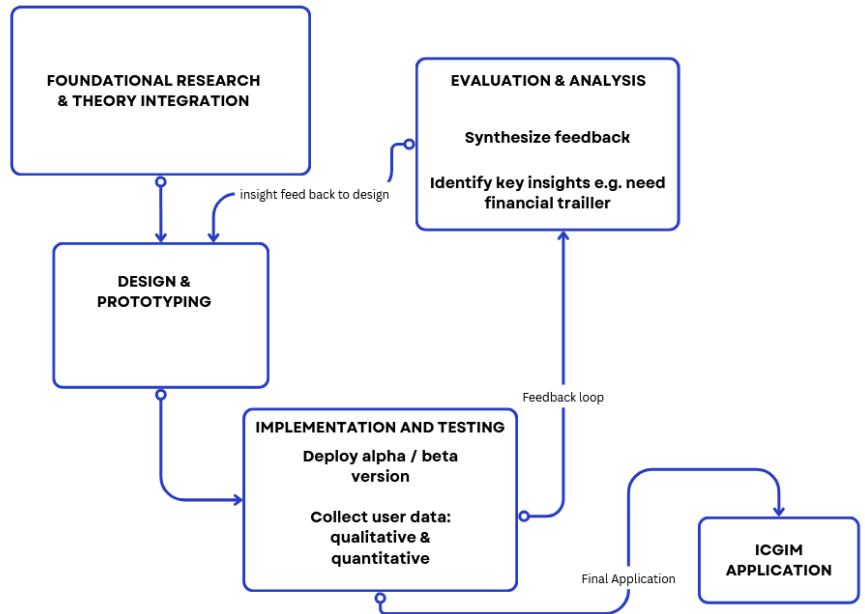 FOUNDATIONAL RESEARCH
& THEORY INTEGRATION
EVALUATION & ANALYSIS
Synthesize feedback
Identify key insights e.g. need
financial trailler
insight feed back to design
DESIGN &
PROTOTYPING
Feedback loop
IMPLEMENTATION AND TESTING
Deploy alpha / beta
version
Collect user data:
qualitative &
quantitative
Final Application
ICGIM
APPLICATION